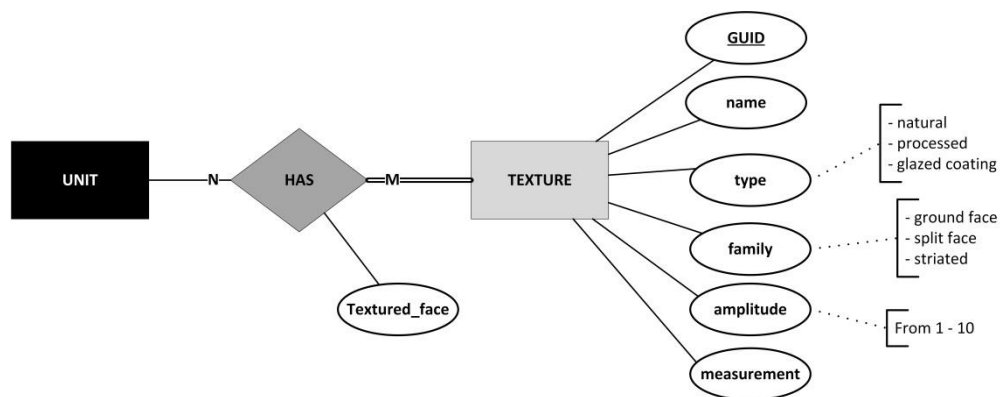 GUID
name
- natural
- processed
- glazed coating
UNIT
N
HAS
M
TEXTURE
type
- ground face
- split face
- striated
family
Textured_face
amplitude
From 1 - 10
measurement